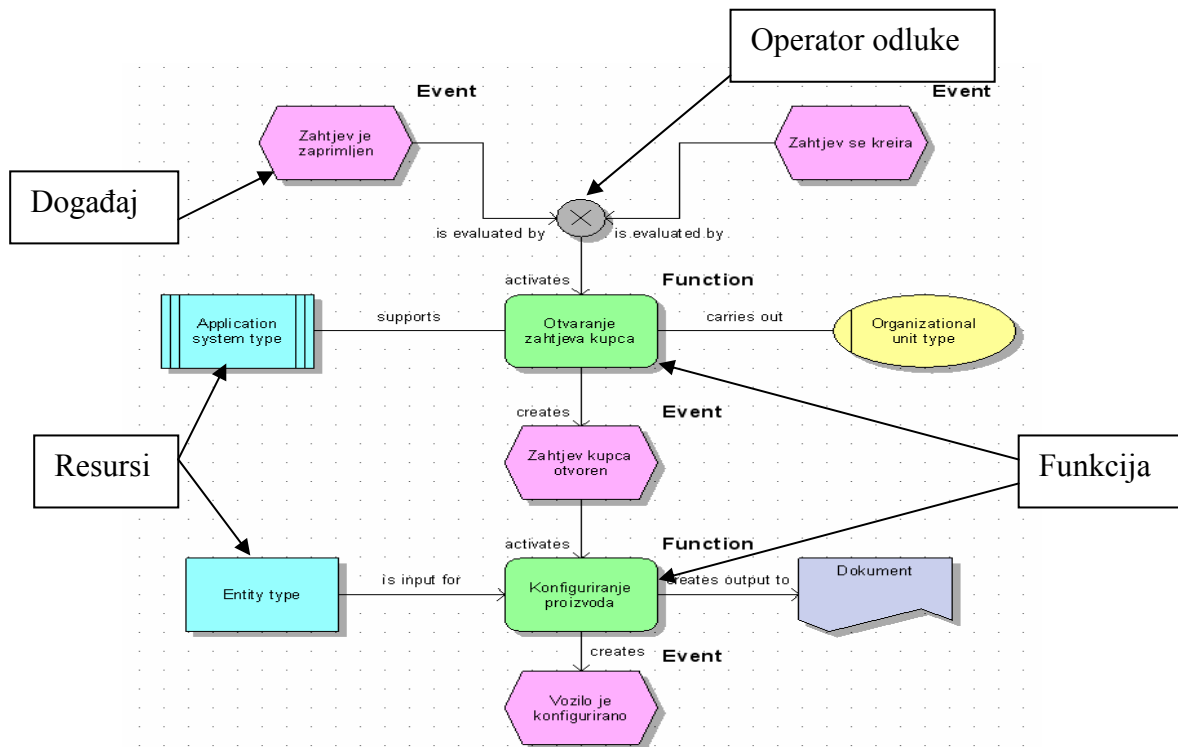 Operator odluke
Event
Event
Zahtjev je
zaprimljen
Zahtjev se kreira
Događaj
is evaluated by
is evaluated by
activates
Function
Application
system type
supports
Otvaranje
zahtjeva kupca
carries out
Organizational
unit type
creates
Event
Resursi
Zahtjev kupca
otvoren
Funkcija
activates
Function
Entity type
is input for
Konfiguriranje
proizvoda
creates output to
Dokument
creates
Event
Vozilo je
konfigurirano